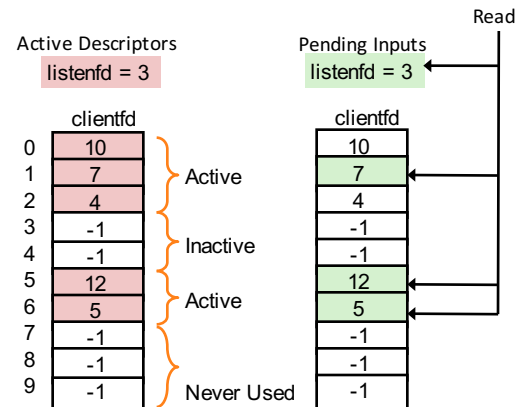 Read
Active Descriptors
Pending Inputs
listenfd = 3
listenfd = 3
clientfd
clientfd
0 10 10
1 7 Active 7
2 4 4
3 -1 -1
4 -1 Inactive -1
5 12 12
6 5 Active 5
7 -1 -1
8 -1 -1
9 -1 Never Used -1